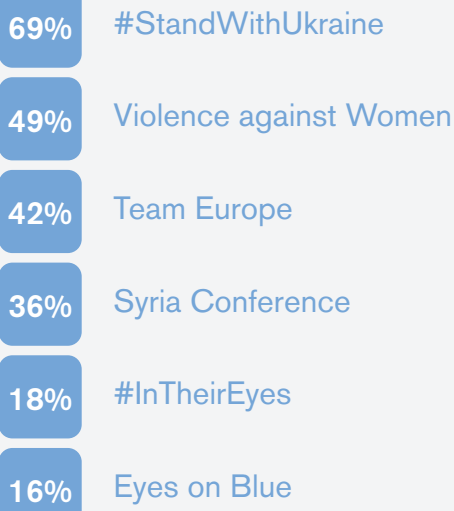 69% #StandWithUkraine
49% Violence against Women
42% Team Europe
36% Syria Conference
18% #InTheirEyes
16% Eyes on Blue